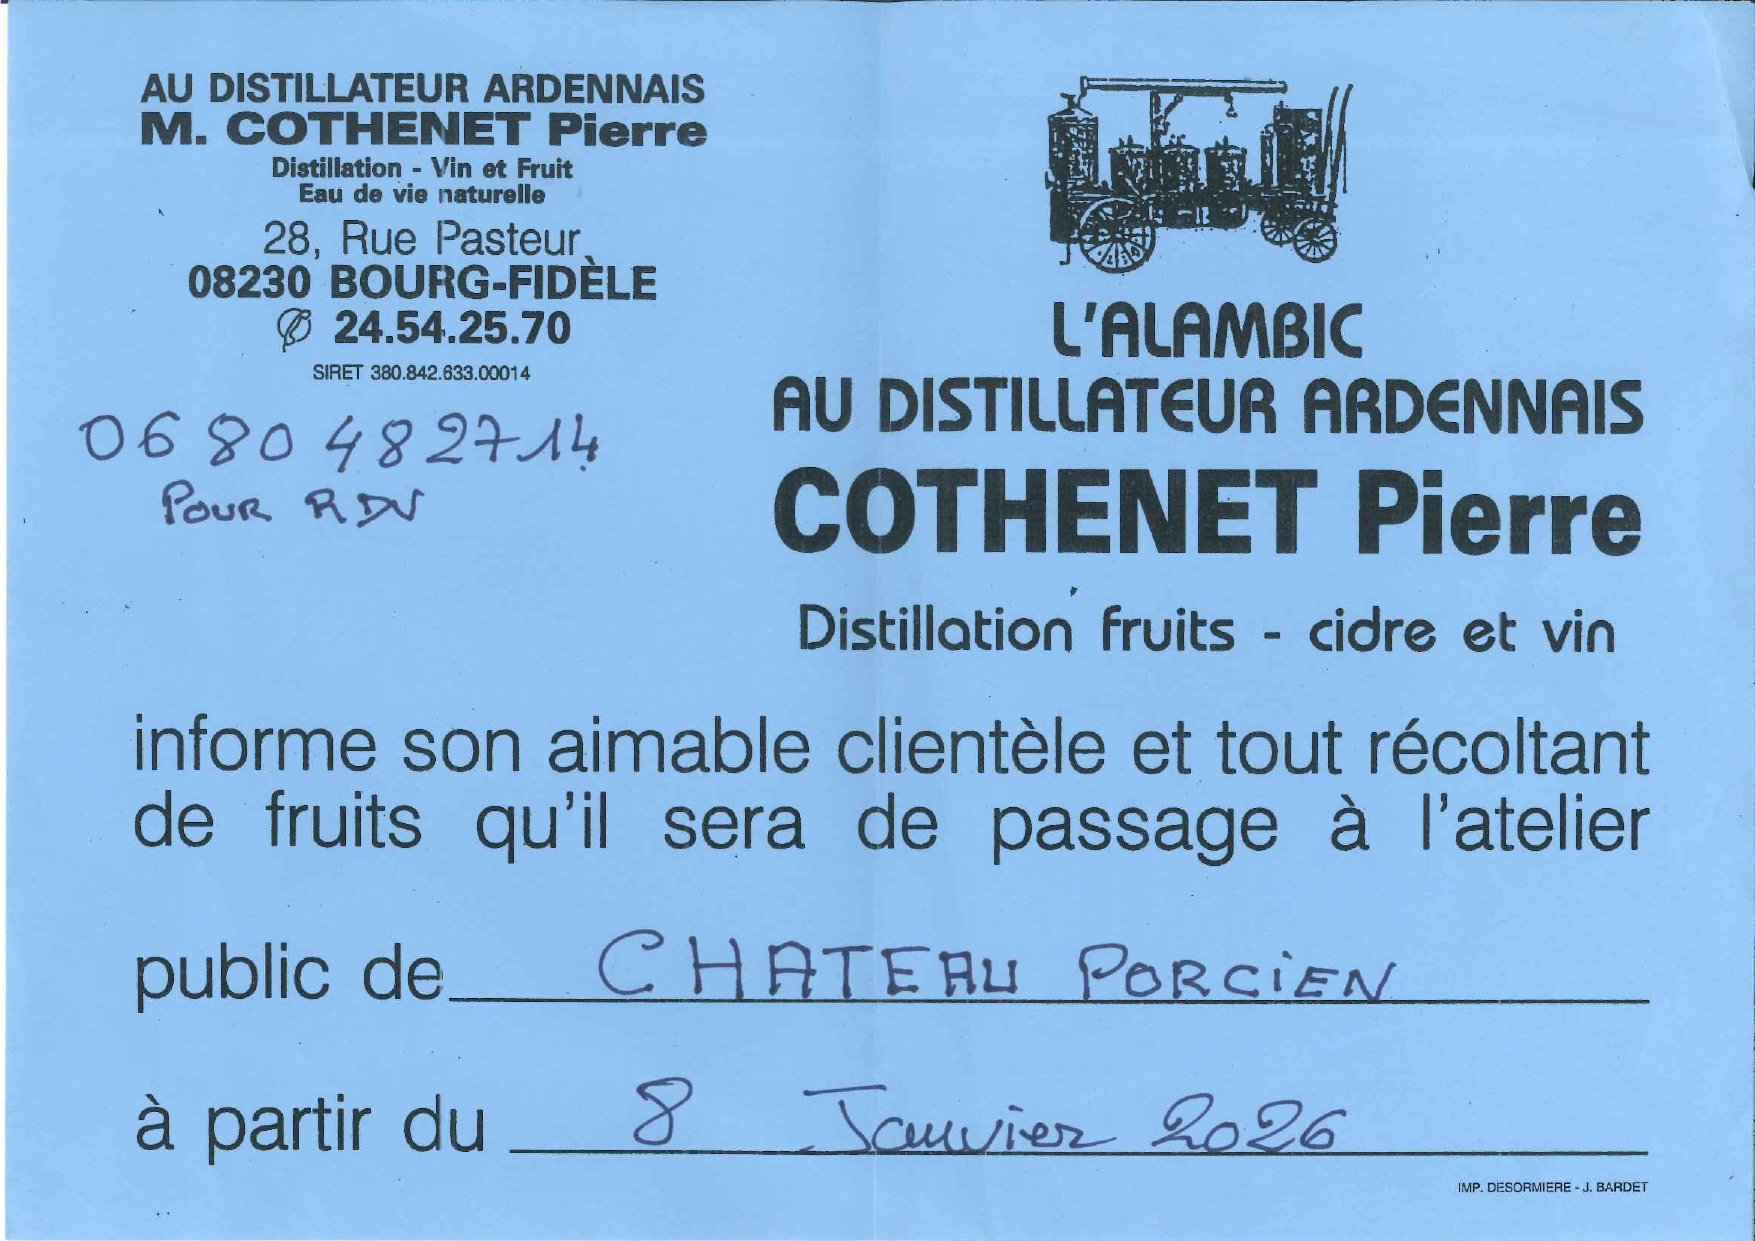 AU DISTILLATEUR ARDENNAIS
M. COTHENET Pierre
Distillation - Vin et Fruit
Eau de vie naturelle
28, Rue Pasteur
08230 BOURG-FIDÈLE
24.54.25.70
SIRET 380.842.633.00014
06 80 48 27 14
POUR RDV
L'ALAMBIC
AU DISTILLATEUR ARDENNAIS
COTHENET Pierre
Distillation fruits - cidre et vin
informe son aimable clientèle et tout récoltant
de fruits qu'il sera de passage à l'atelier
public de CHATEAU PORCIEN
à partir du 8 Janvier 2026
IMP. DESORMIERE - J. BARDET